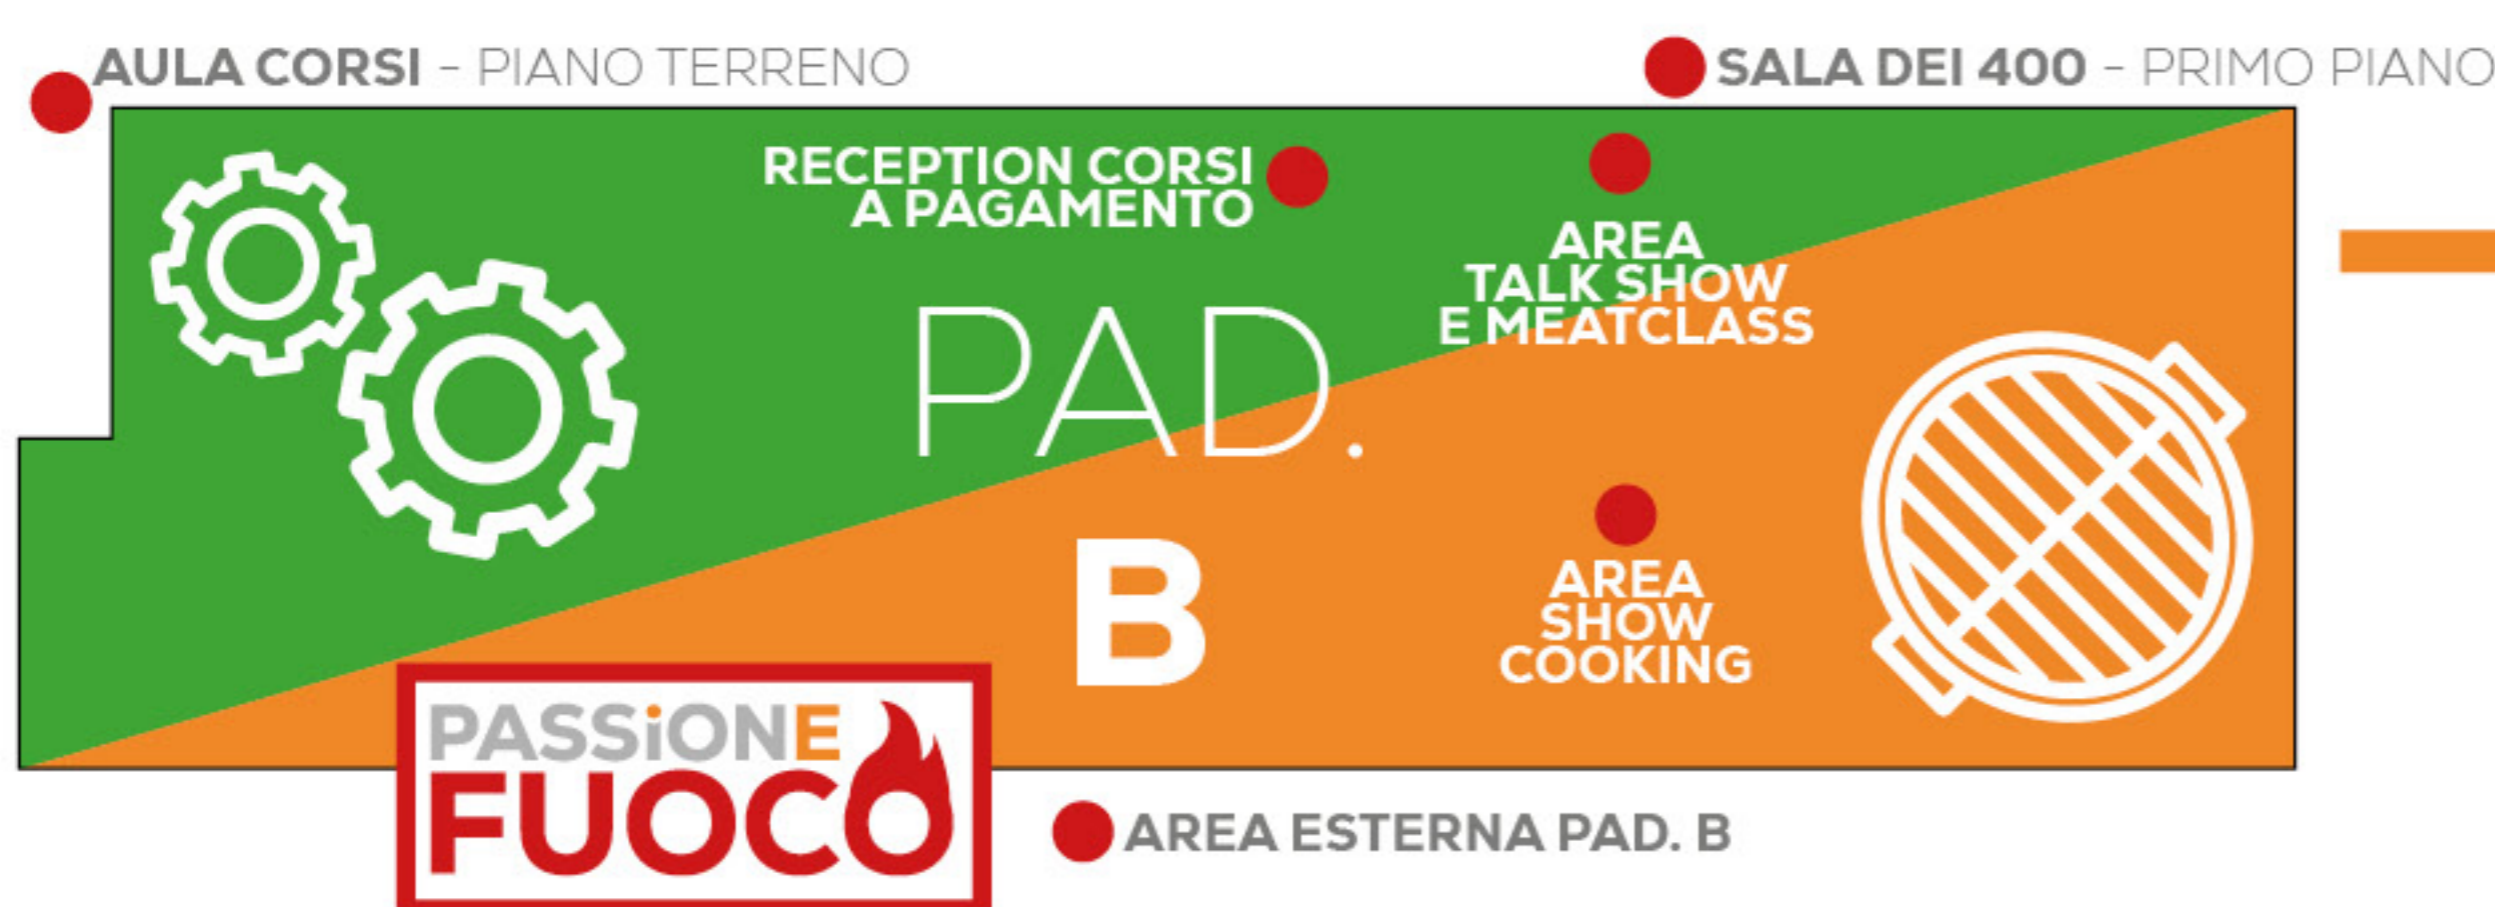 AULA CORSI - PIANO TERRENO
SALA DEI 400 - PRIMO PIANO
RECEPTION CORSI
A PAGAMENTO
AREA
TALK SHOW
E MEATCLASS
PAD.
B
AREA
SHOW
COOKING
PASSiONE
FUOCO
AREA ESTERNA PAD. B